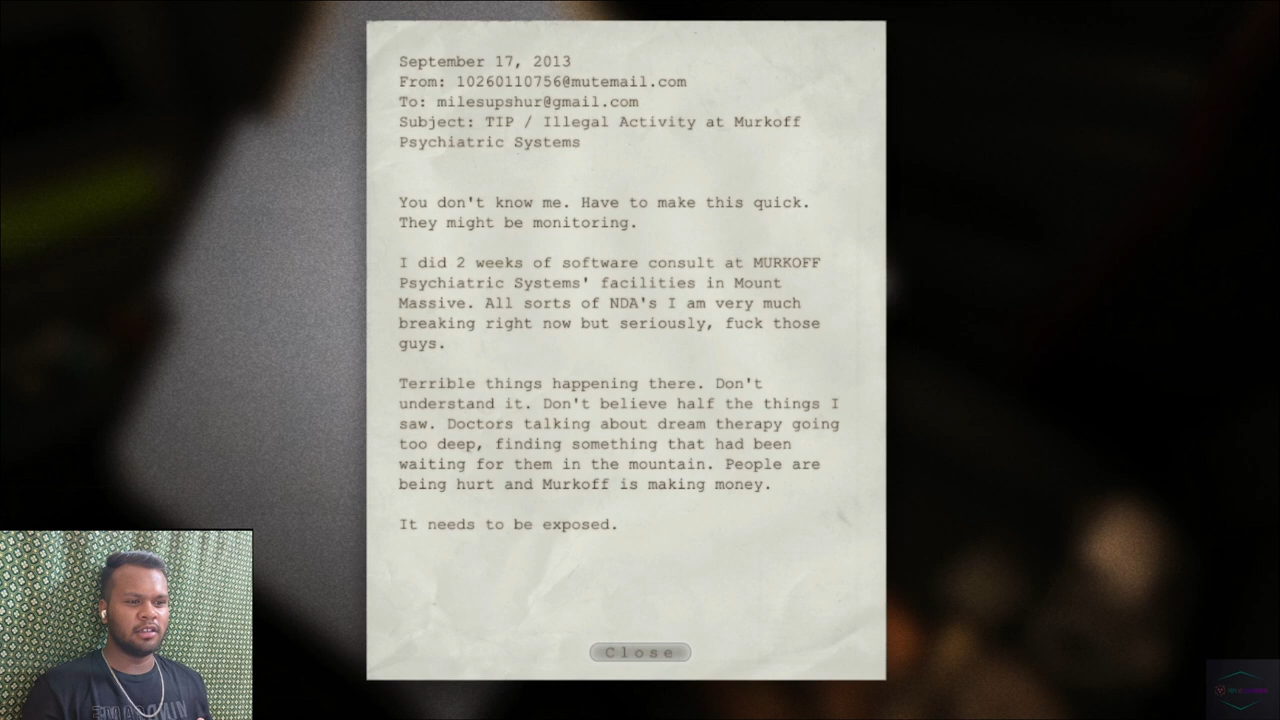 September 17, 2013
From: 10260110756@mutemail.com
To: milesupshur@gmail.com
Subject: TIP / Illegal Activity at Murkoff
Psychiatric Systems
You don't know me. Have to make this quick.
They might be monitoring.
I did 2 weeks of software consult at MURKOFF
Psychiatric Systems' facilities in Mount
Massive. All sorts of NDA's I am very much
breaking right now but seriously, fuck those
guys.
Terrible things happening there. Don't
understand it. Don't believe half the things I
saw. Doctors talking about dream therapy going
too deep, finding something that had been
waiting for them in the mountain. People are
being hurt and Murkoff is making money.
It needs to be exposed.
Close